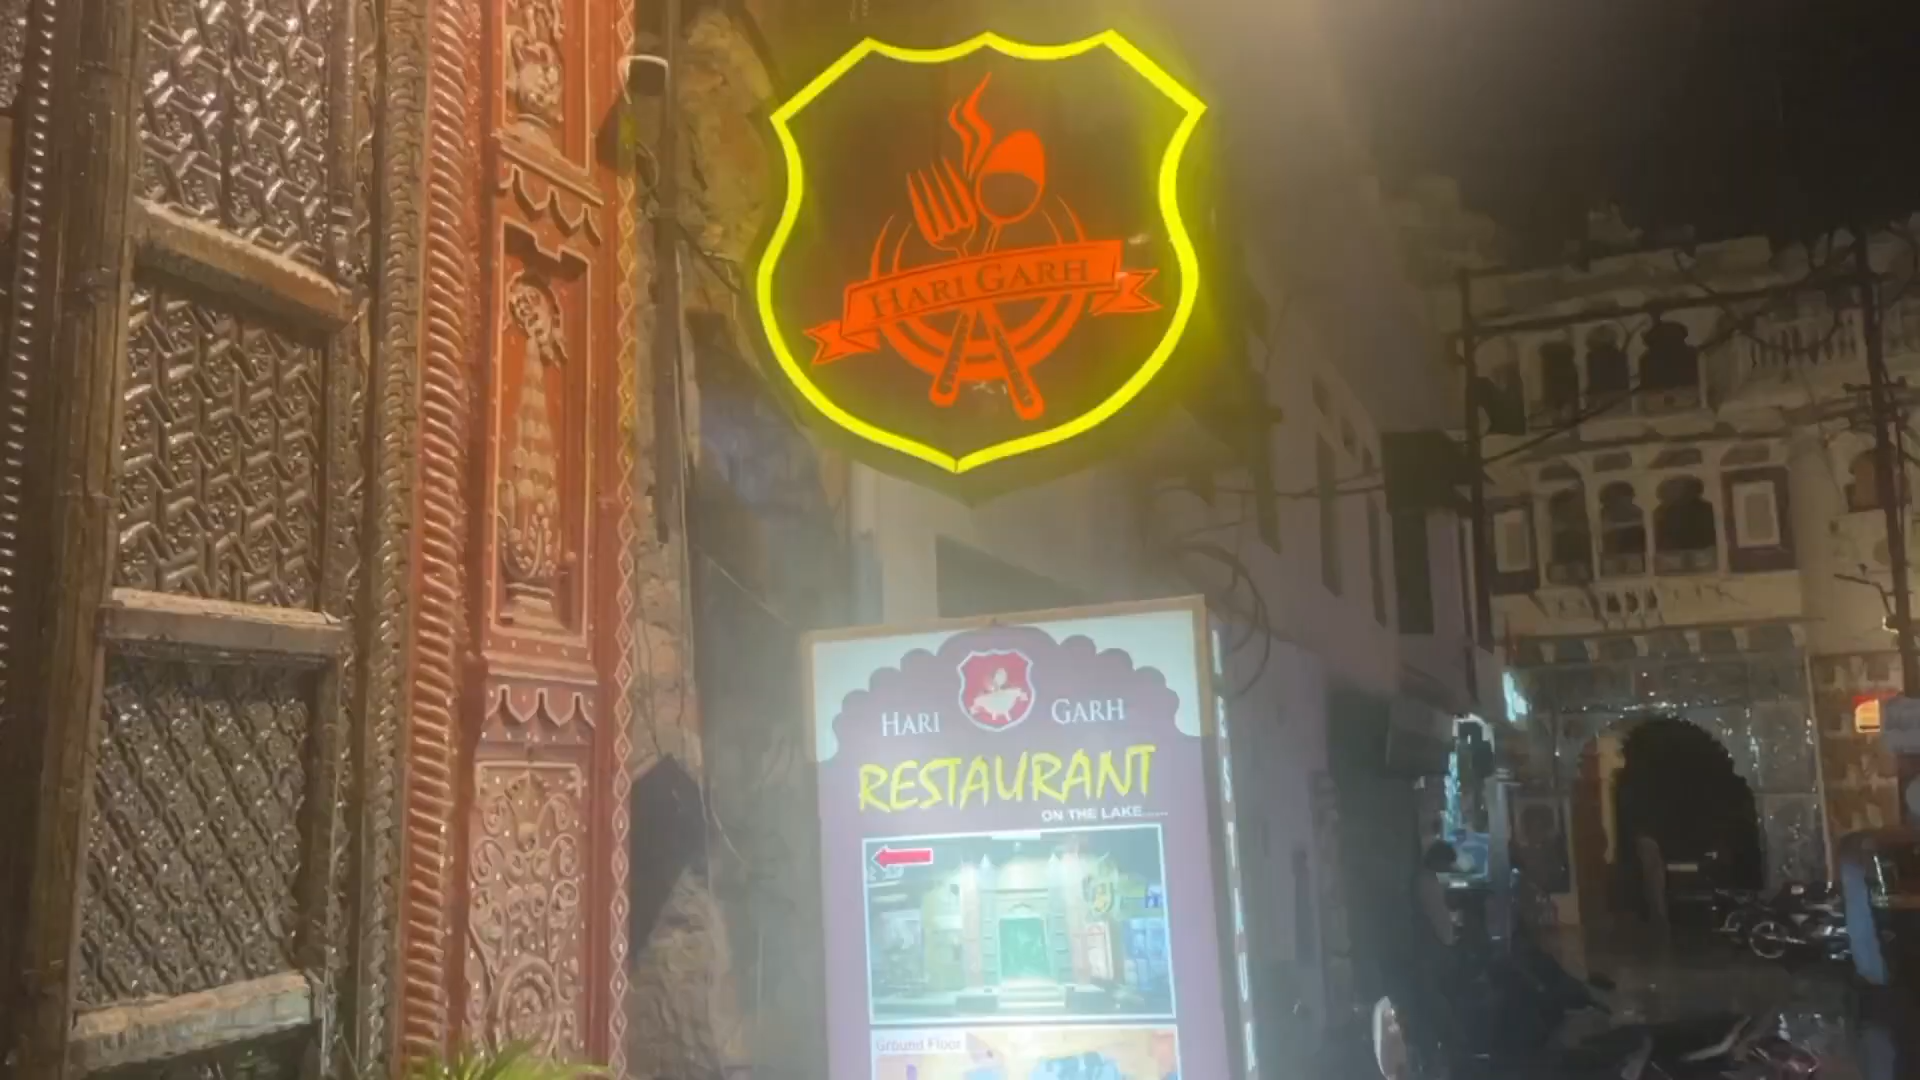 HARI GARH
HARI GARH
RESTAURANT
ON THE LAKE......
Ground Floor